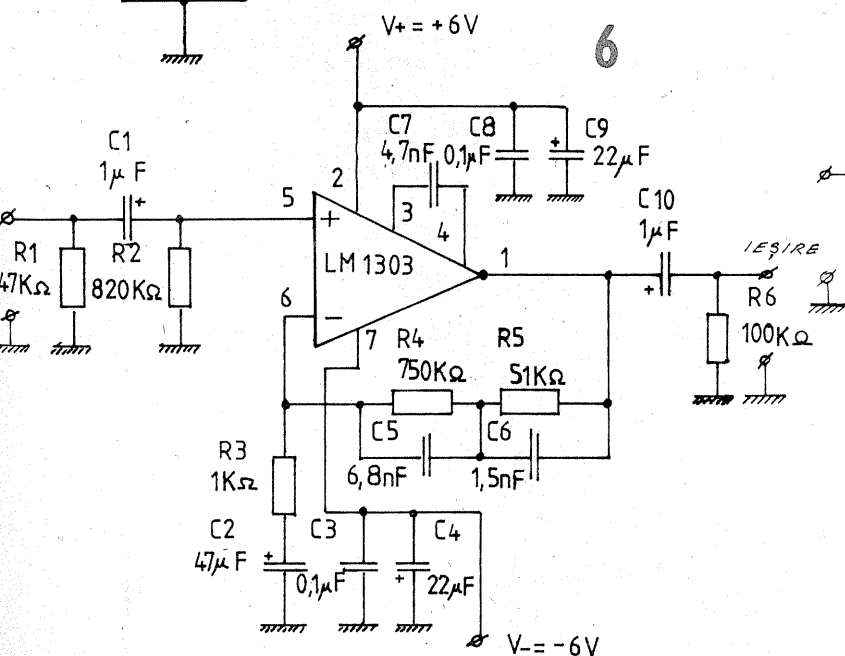 V+ = +6V
6
C1
1µF
C7
4,7nF
C8
0,1µF
C9
22µF
2
5
+
3
4
C10
1µF
R1
47KΩ
R2
820KΩ
LM 1303
1
IEȘIRE
6
−
7
R4
750KΩ
R5
51KΩ
R6
100KΩ
C5
6,8nF
C6
1,5nF
R3
1KΩ
C2
47µF
C3
0,1µF
C4
22µF
V− = −6V